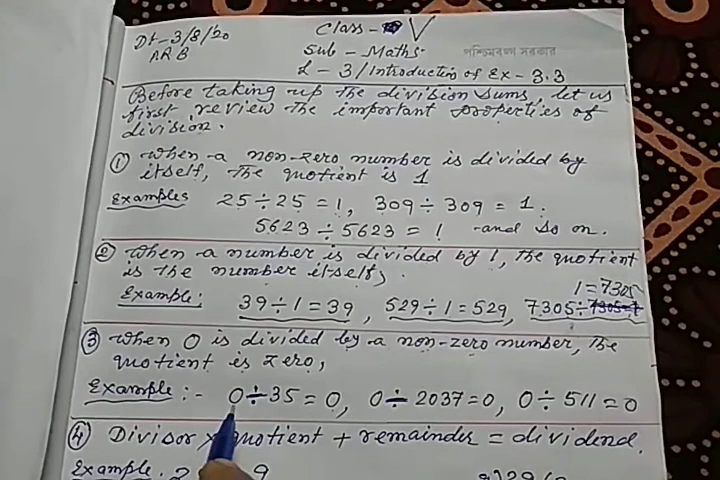 Dt-3/8/20
ARB
Class - V
Sub - Maths.
পশ্চিমবঙ্গ সরকার
L - 3/Introduction of Ex - 3.3
Before taking up the division sums, let us
first review the important properties of
division.
① When a non-zero number is divided by
itself, the quotient is 1
Examples 25 ÷ 25 = 1, 309 ÷ 309 = 1.
5623 ÷ 5623 = 1 and so on.
② When a number is divided by 1, the quotient
is the number itself,
1 = 7305
Example: 39 ÷ 1 = 39, 529 ÷ 1 = 529, 7305 ÷
③ When 0 is divided by a non-zero number, the
quotient is zero,
Example :- 0 ÷ 35 = 0, 0 ÷ 2037 = 0, 0 ÷ 511 = 0
④ Divisor × quotient + remainder = dividend.
Example. 2 9